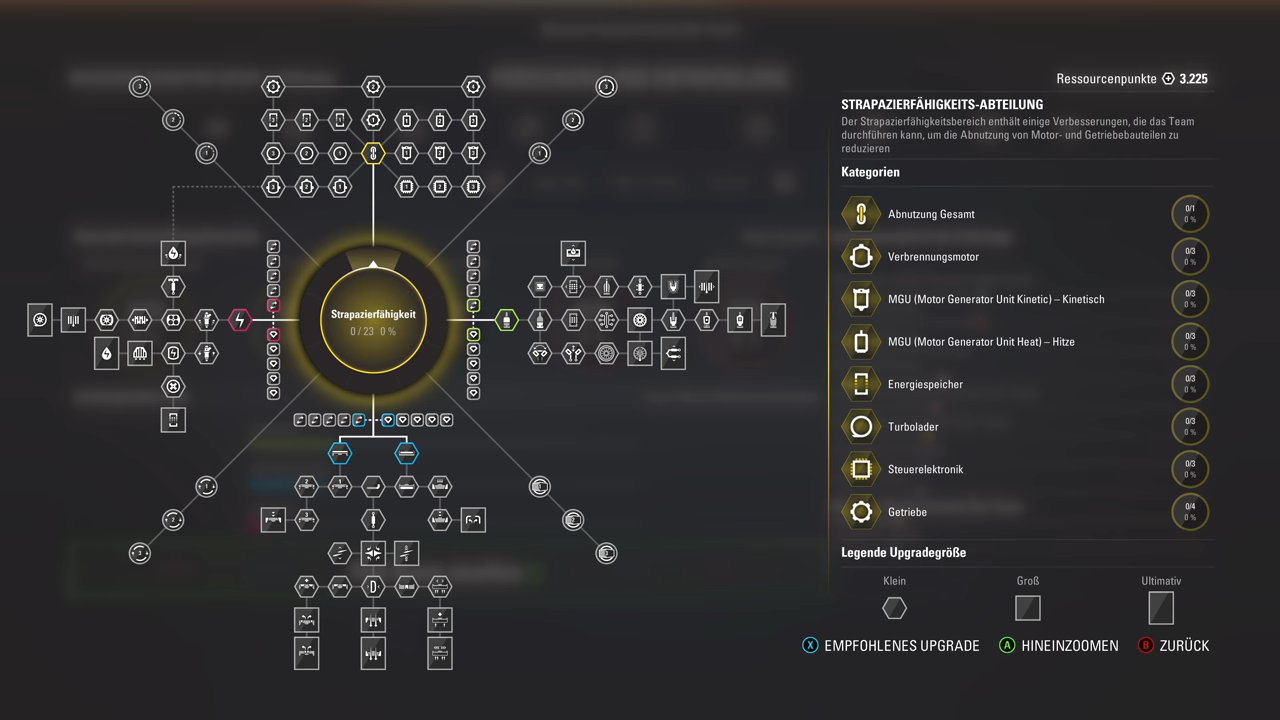 Ressourcenpunkte 3.225
STRAPAZIERFÄHIGKEITS-ABTEILUNG
Der Strapazierfähigkeitsbereich enthält einige Verbesserungen, die das Team
durchführen kann, um die Abnutzung von Motor- und Getriebebauteilen zu
reduzieren
Kategorien
Abnutzung Gesamt
0/1
0 %
Verbrennungsmotor
0/3
0 %
MGU (Motor Generator Unit Kinetic) – Kinetisch
0/3
0 %
MGU (Motor Generator Unit Heat) – Hitze
0/3
0 %
Energiespeicher
0/3
0 %
Turbolader
0/3
0 %
Steuerelektronik
0/3
0 %
Getriebe
0/4
0 %
Strapazierfähigkeit
0 / 23 0 %
Legende Upgradegröße
Klein Groß Ultimativ
X EMPFOHLENES UPGRADE A HINEINZOOMEN B ZURÜCK